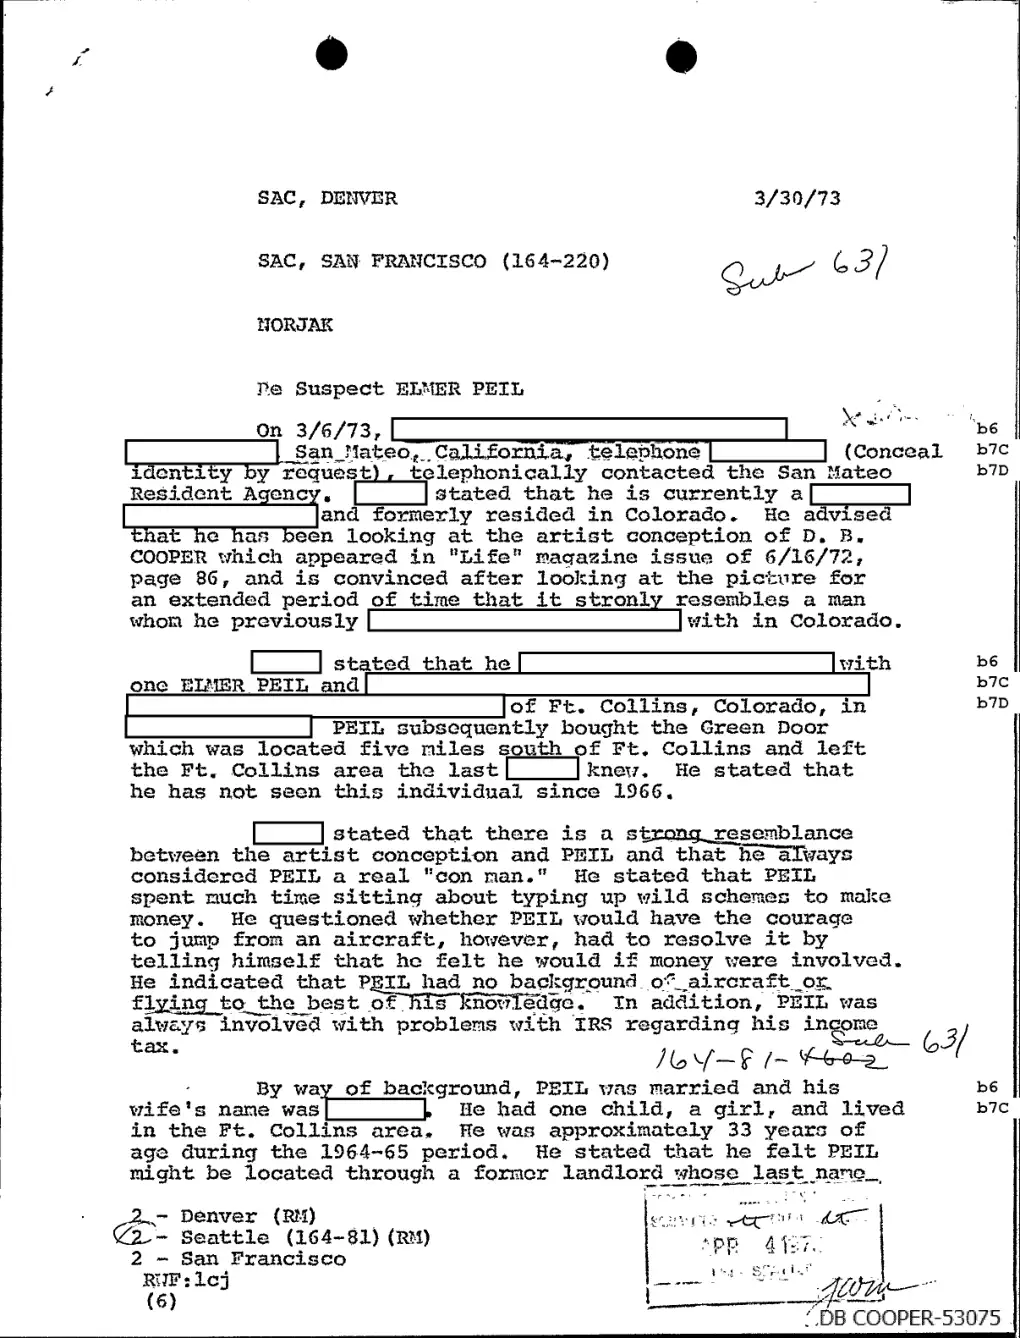 SAC, DENVER 3/30/73
SAC, SAN FRANCISCO (164-220)
Sub 631
NORJAK
Re Suspect ELMER PEIL
On 3/6/73, b6
San Mateo, California, telephone (Conceal b7C
identity by request), telephonically contacted the San Mateo b7D
Resident Agency. stated that he is currently a
and formerly resided in Colorado. He advised
that he has been looking at the artist conception of D. B.
COOPER which appeared in "Life" magazine issue of 6/16/72,
page 86, and is convinced after looking at the picture for
an extended period of time that it stronly resembles a man
whom he previously with in Colorado.
stated that he with b6
one ELMER PEIL and b7C
of Ft. Collins, Colorado, in b7D
PEIL subsequently bought the Green Door
which was located five miles south of Ft. Collins and left
the Ft. Collins area the last knew. He stated that
he has not seen this individual since 1966.
stated that there is a strong resemblance
between the artist conception and PEIL and that he always
considered PEIL a real "con man." He stated that PEIL
spent much time sitting about typing up wild schemes to make
money. He questioned whether PEIL would have the courage
to jump from an aircraft, however, had to resolve it by
telling himself that he felt he would if money were involved.
He indicated that PEIL had no background of aircraft or
flying to the best of his knowledge. In addition, PEIL was
always involved with problems with IRS regarding his income
tax.
Sub 631
164-81-4602
By way of background, PEIL was married and his b6
wife's name was . He had one child, a girl, and lived b7C
in the Ft. Collins area. He was approximately 33 years of
age during the 1964-65 period. He stated that he felt PEIL
might be located through a former landlord whose last name
2 - Denver (RM)
2 - Seattle (164-81)(RM)
2 - San Francisco
RWF:lcj
(6)
APR 4 197
DB COOPER-53075